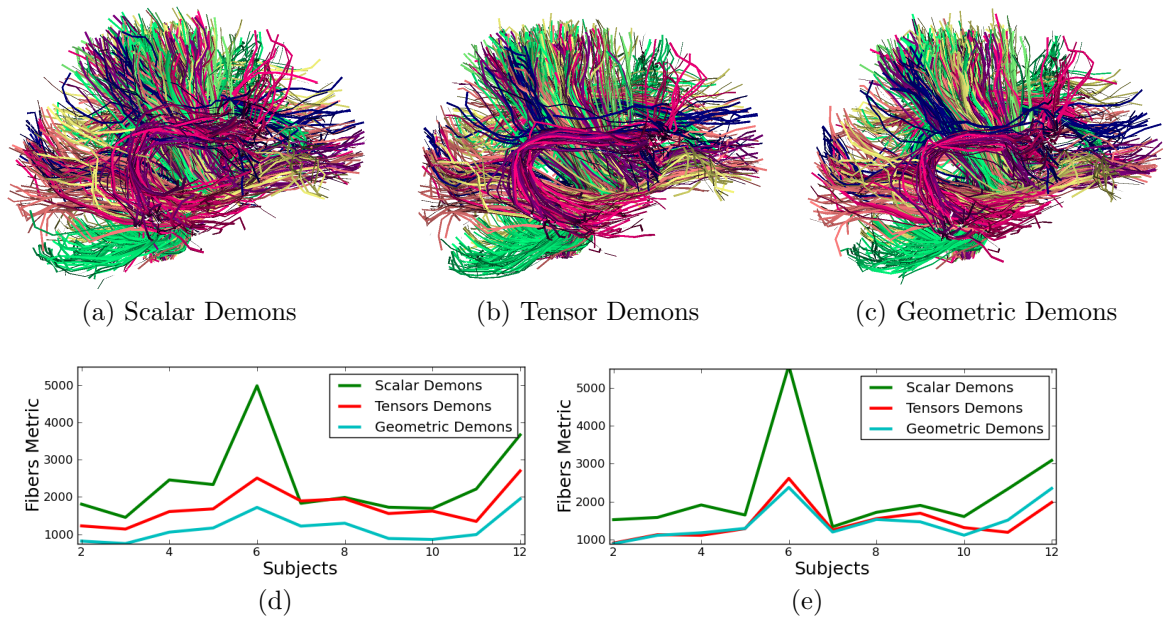 (a) Scalar Demons
(b) Tensor Demons
(c) Geometric Demons
Fibers Metric
5000
4000
3000
2000
1000
2
4
6
8
10
12
Subjects
Scalar Demons
Tensors Demons
Geometric Demons
(d)
Fibers Metric
5000
4000
3000
2000
1000
2
4
6
8
10
12
Subjects
Scalar Demons
Tensors Demons
Geometric Demons
(e)